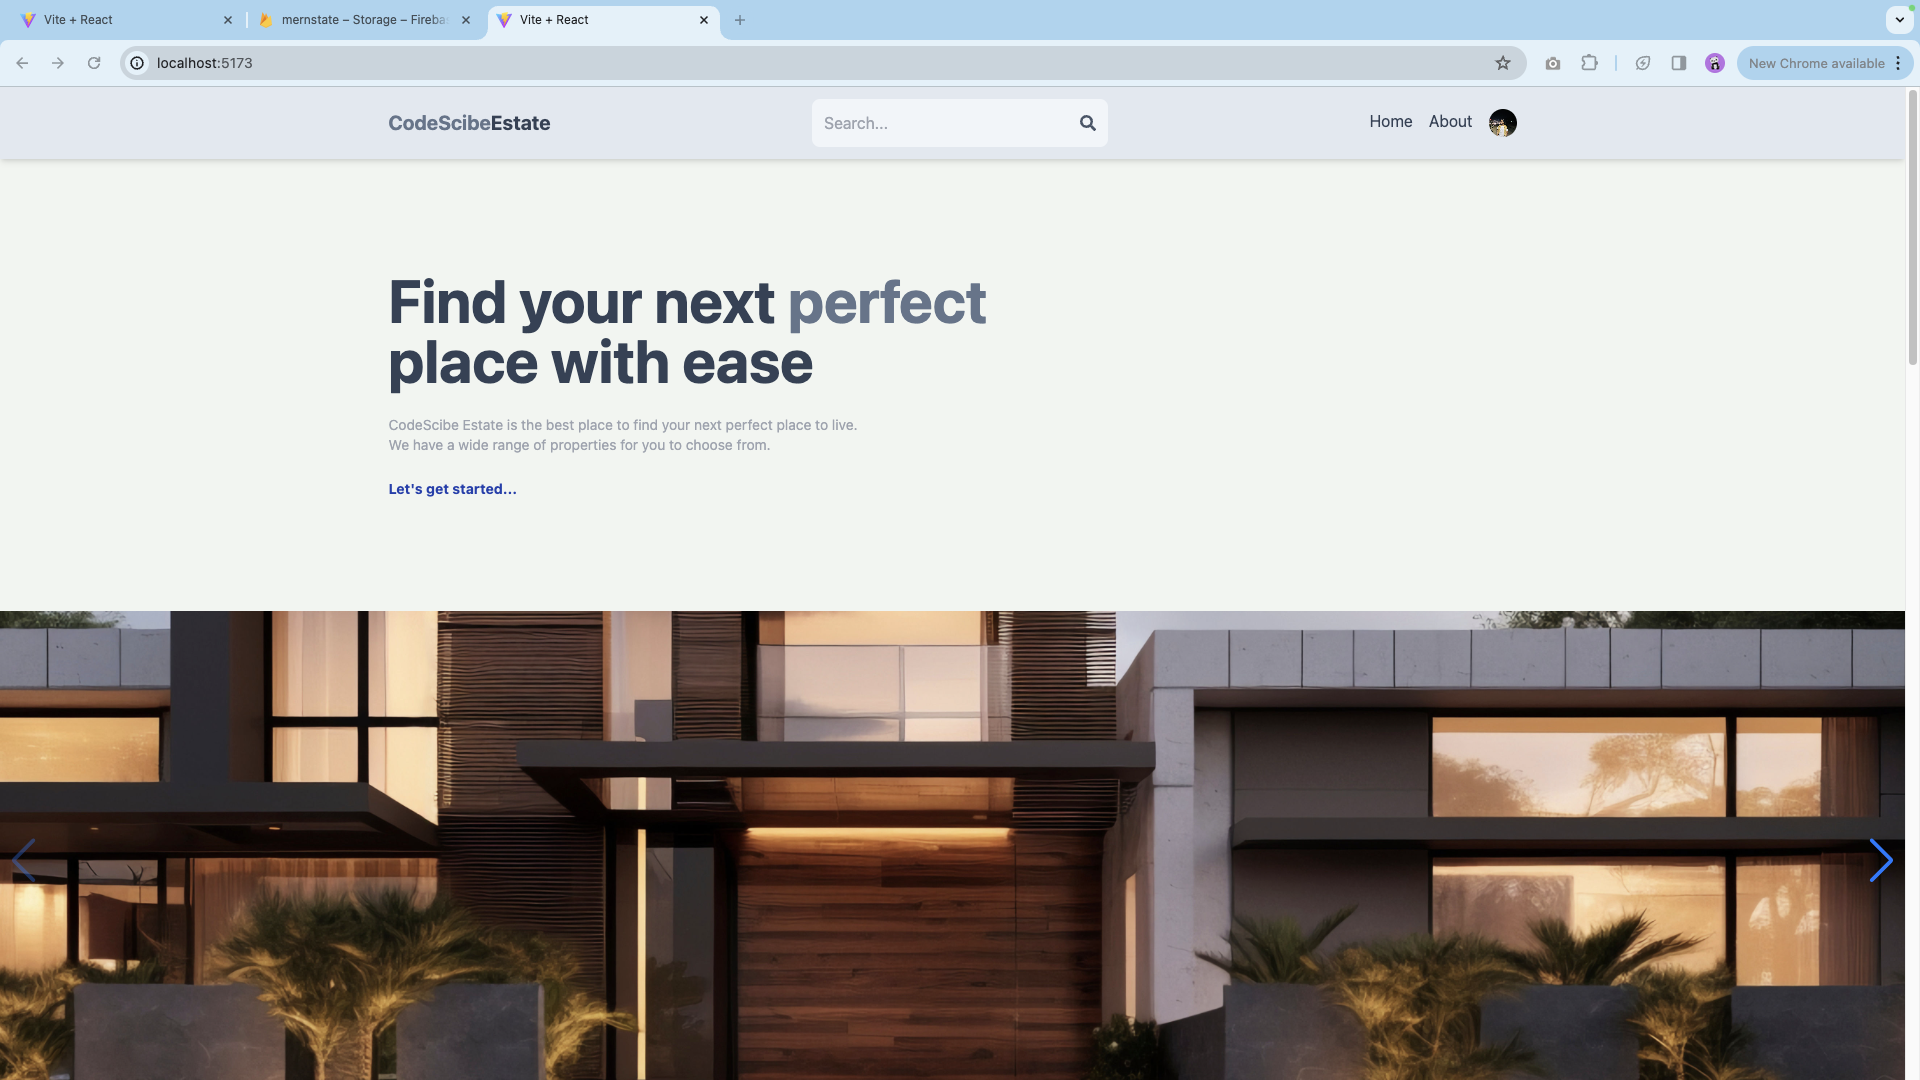 Vite + React
mernstate – Storage – Fireba
Vite + React
localhost:5173
New Chrome available
CodeScibeEstate
Search...
Home
About
Find your next perfect
place with ease
CodeScibe Estate is the best place to find your next perfect place to live.
We have a wide range of properties for you to choose from.
Let's get started...